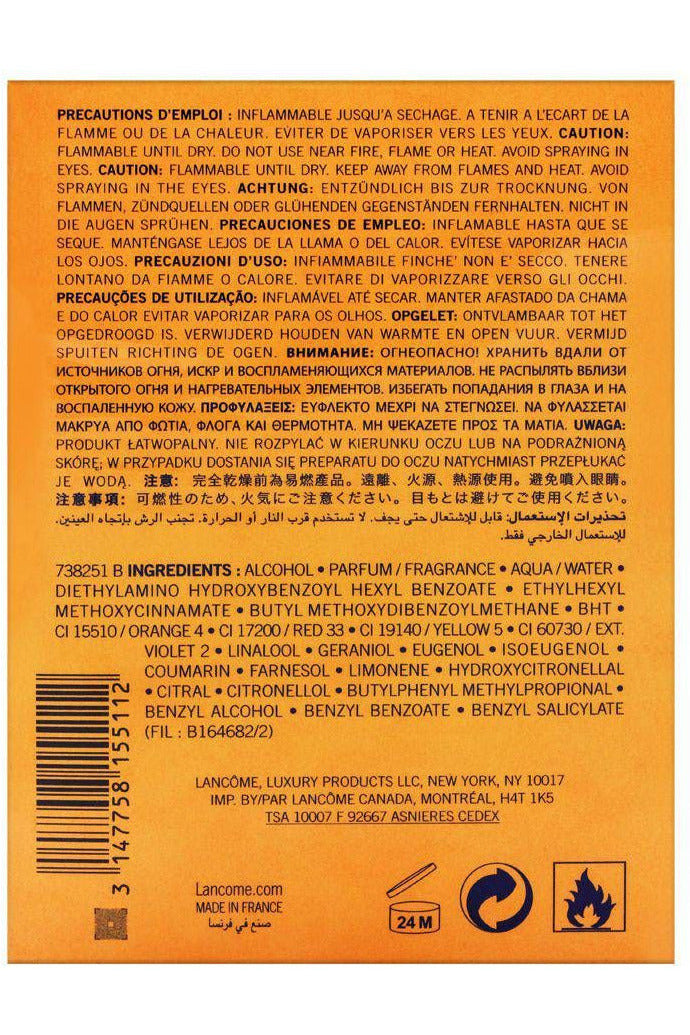 PRECAUTIONS D'EMPLOI : INFLAMMABLE JUSQU'A SECHAGE. A TENIR A L'ECART DE LA
FLAMME OU DE LA CHALEUR. EVITER DE VAPORISER VERS LES YEUX. CAUTION:
FLAMMABLE UNTIL DRY. DO NOT USE NEAR FIRE, FLAME OR HEAT. AVOID SPRAYING IN
EYES. CAUTION: FLAMMABLE UNTIL DRY. KEEP AWAY FROM FLAMES AND HEAT. AVOID
SPRAYING IN THE EYES. ACHTUNG: ENTZÜNDLICH BIS ZUR TROCKNUNG. VON
FLAMMEN, ZÜNDQUELLEN ODER GLÜHENDEN GEGENSTÄNDEN FERNHALTEN. NICHT IN
DIE AUGEN SPRÜHEN. PRECAUCIONES DE EMPLEO: INFLAMABLE HASTA QUE SE
SEQUE. MANTÉNGASE LEJOS DE LA LLAMA O DEL CALOR. EVÍTESE VAPORIZAR HACIA
LOS OJOS. PRECAUZIONI D'USO: INFIAMMABILE FINCHE' NON E' SECCO. TENERE
LONTANO DA FIAMME O CALORE. EVITARE DI VAPORIZZARE VERSO GLI OCCHI.
PRECAUÇÕES DE UTILIZAÇÃO: INFLAMÁVEL ATÉ SECAR. MANTER AFASTADO DA CHAMA
E DO CALOR EVITAR VAPORIZAR PARA OS OLHOS. OPGELET: ONTVLAMBAAR TOT HET
OPGEDROOGD IS. VERWIJDERD HOUDEN VAN WARMTE EN OPEN VUUR. VERMIJD
SPUITEN RICHTING DE OGEN. ВНИМАНИЕ: ОГНЕОПАСНО! ХРАНИТЬ ВДАЛИ ОТ
ИСТОЧНИКОВ ОГНЯ, ИСКР И ВОСПЛАМЕНЯЮЩИХСЯ МАТЕРИАЛОВ. НЕ РАСПЫЛЯТЬ ВБЛИЗИ
ОТКРЫТОГО ОГНЯ И НАГРЕВАТЕЛЬНЫХ ЭЛЕМЕНТОВ. ИЗБЕГАТЬ ПОПАДАНИЯ В ГЛАЗА И НА
ВОСПАЛЕННУЮ КОЖУ. ΠΡΟΦΥΛΑΞΕΙΣ: ΕΥΦΛΕΚΤΟ ΜΕΧΡΙ ΝΑ ΣΤΕΓΝΩΣΕΙ. ΝΑ ΦΥΛΑΣΣΕΤΑΙ
ΜΑΚΡΥΑ ΑΠΟ ΦΩΤΙΑ, ΦΛΟΓΑ ΚΑΙ ΘΕΡΜΟΤΗΤΑ. ΜΗ ΨΕΚΑΖΕΤΕ ΠΡΟΣ ΤΑ ΜΑΤΙΑ. UWAGA:
PRODUKT ŁATWOPALNY. NIE ROZPYLAĆ W KIERUNKU OCZU LUB NA PODRAŻNIONĄ
SKÓRĘ; W PRZYPADKU DOSTANIA SIĘ PREPARATU DO OCZU NATYCHMIAST PRZEPŁUKAĆ
JE WODĄ. 注意: 完全乾燥前為易燃產品。遠離、火源、熱源使用。避免噴入眼睛。
注意事項: 可燃性のため、火気にご注意ください。目もとは避けてご使用ください。
تحذيرات الإستعمال: قابل للإشتعال حتى يجف. لا تستخدم قرب النار أو الحرارة. تجنب الرش بإتجاه العينين.
للإستعمال الخارجي فقط.
738251 B INGREDIENTS : ALCOHOL • PARFUM / FRAGRANCE • AQUA / WATER •
DIETHYLAMINO HYDROXYBENZOYL HEXYL BENZOATE • ETHYLHEXYL
METHOXYCINNAMATE • BUTYL METHOXYDIBENZOYLMETHANE • BHT •
CI 15510 / ORANGE 4 • CI 17200 / RED 33 • CI 19140 / YELLOW 5 • CI 60730 / EXT.
VIOLET 2 • LINALOOL • GERANIOL • EUGENOL • ISOEUGENOL •
COUMARIN • FARNESOL • LIMONENE • HYDROXYCITRONELLAL
• CITRAL • CITRONELLOL • BUTYLPHENYL METHYLPROPIONAL •
BENZYL ALCOHOL • BENZYL BENZOATE • BENZYL SALICYLATE
(FIL : B164682/2)
3 147758 155112
LANCÔME, LUXURY PRODUCTS LLC, NEW YORK, NY 10017
IMP. BY/PAR LANCÔME CANADA, MONTRÉAL, H4T 1K5
TSA 10007 F 92667 ASNIERES CEDEX
Lancome.com
MADE IN FRANCE
صنع في فرنسا
24 M